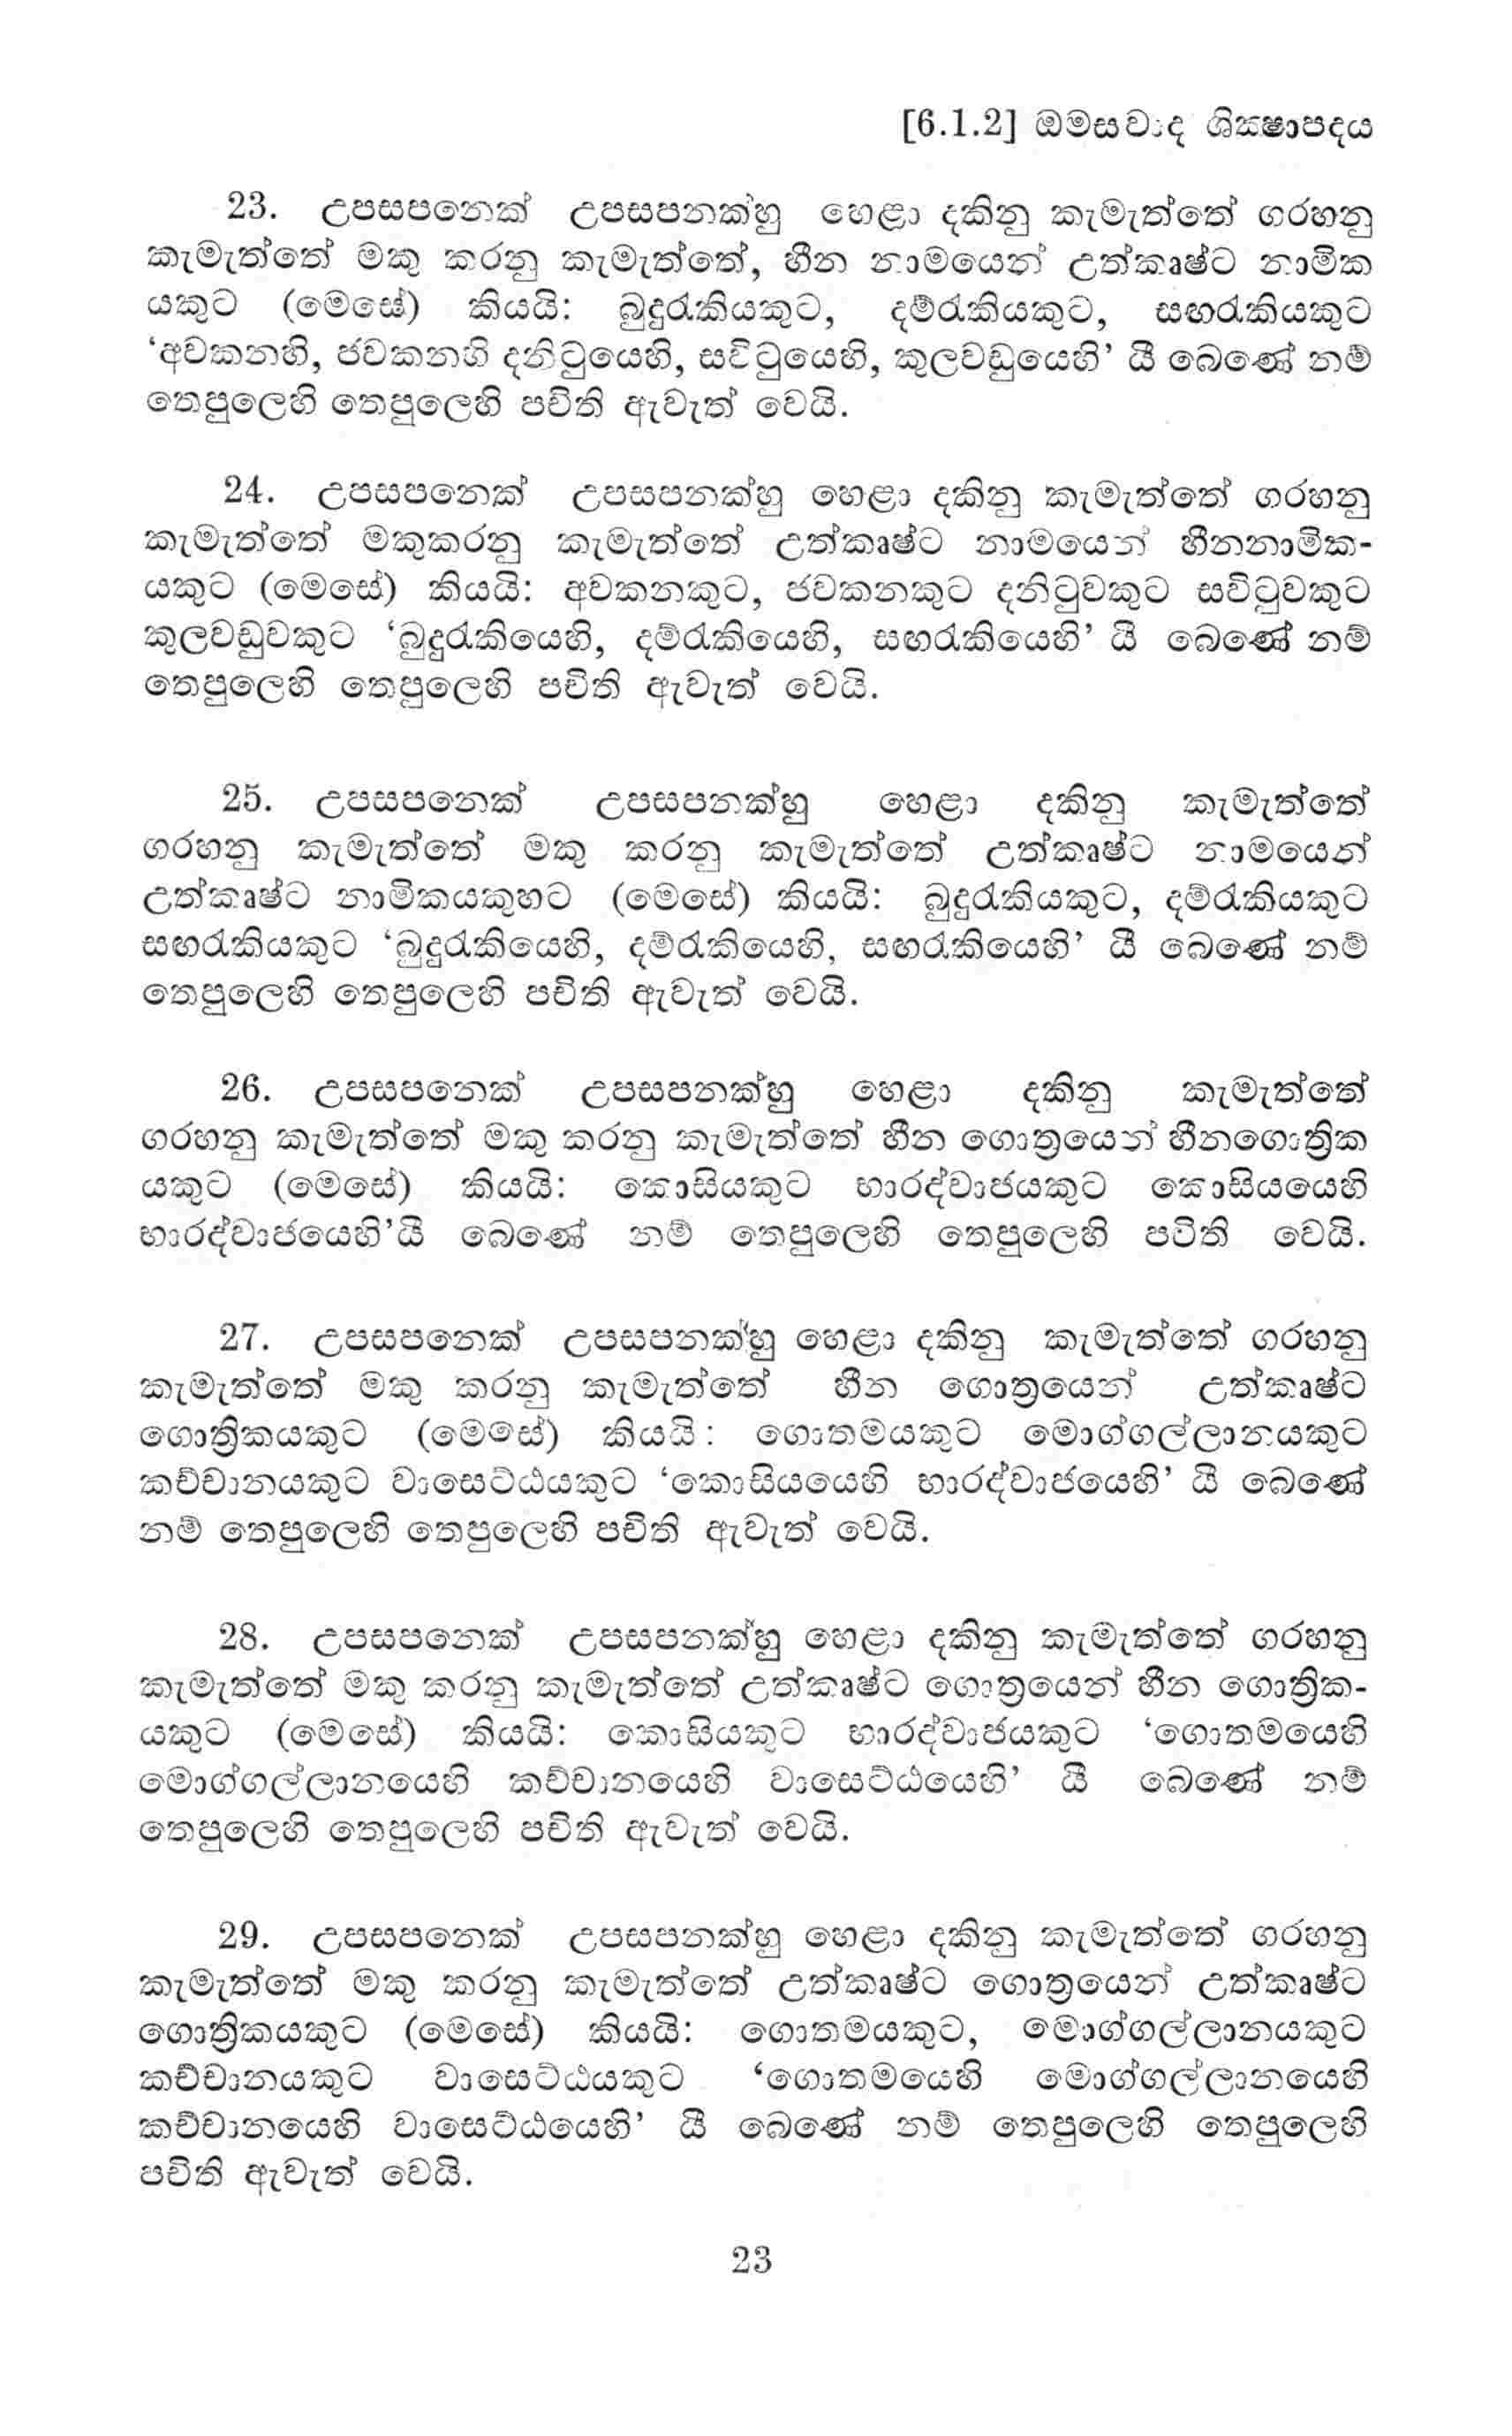 [6.1.2] ඔමසවාද ශික්‍ෂාපදය
23. උපසපනෙක් උපසපනක්හු හෙළා දකිනු කැමැත්තේ ගරහනු
කැමැත්තේ මකු කරනු කැමැත්තේ, හීන නාමයෙන් උත්කෘෂ්ට නාමික
යකුට (මෙසේ) කියයි: බුදුරැකියකුට, දම්රැකියකුට, සඟරැකියකුට
‘අවකනහි, ජවකනහි දනිටුයෙහි, සවිටුයෙහි, කුලවඩුයෙහි’ යී බෙණේ නම්
තෙපුලෙහි තෙපුලෙහි පචිති ඇවැත් වෙයි.
24. උපසපනෙක් උපසපනක්හු හෙළා දකිනු කැමැත්තේ ගරහනු
කැමැත්තේ මකුකරනු කැමැත්තේ උත්කෘෂ්ට නාමයෙන් හීනනාමික-
යකුට (මෙසේ) කියයි: අවකනකුට, ජවකනකුට දනිටුවකුට සවිටුවකුට
කුලවඩුවකුට ‘බුදුරැකියෙහි, දම්රැකියෙහි, සඟරැකියෙහි’ යී බෙණේ නම්
තෙපුලෙහි තෙපුලෙහි පචිති ඇවැත් වෙයි.
25. උපසපනෙක් උපසපනක්හු හෙළා දකිනු කැමැත්තේ
ගරහනු කැමැත්තේ මකු කරනු කැමැත්තේ උත්කෘෂ්ට නාමයෙන්
උත්කෘෂ්ට නාමිකයකුහට (මෙසේ) කියයි: බුදුරැකියකුට, දම්රැකියකුට
සඟරැකියකුට ‘බුදුරැකියෙහි, දම්රැකියෙහි, සඟරැකියෙහි’ යී බෙණේ නම්
තෙපුලෙහි තෙපුලෙහි පචිති ඇවැත් වෙයි.
26. උපසපනෙක් උපසපනක්හු හෙළා දකිනු කැමැත්තේ
ගරහනු කැමැත්තේ මකු කරනු කැමැත්තේ හීන ගොත්‍රයෙන් හීනගොත්‍රික
යකුට (මෙසේ) කියයි: කොසියකුට භාරද්වාජයකුට කොසියයෙහි
භාරද්වාජයෙහි’යී බෙණේ නම් තෙපුලෙහි තෙපුලෙහි පචිති වෙයි.
27. උපසපනෙක් උපසපනක්හු හෙළා දකිනු කැමැත්තේ ගරහනු
කැමැත්තේ මකු කරනු කැමැත්තේ හීන ගොත්‍රයෙන් උත්කෘෂ්ට
ගොත්‍රිකයකුට (මෙසේ) කියයි: ගොතමයකුට මොග්ගල්ලානයකුට
කච්චානයකුට වාසෙට්ඨයකුට ‘කොසියයෙහි භාරද්වාජයෙහි’ යී බෙණේ
නම් තෙපුලෙහි තෙපුලෙහි පචිති ඇවැත් වෙයි.
28. උපසපනෙක් උපසපනක්හු හෙළා දකිනු කැමැත්තේ ගරහනු
කැමැත්තේ මකු කරනු කැමැත්තේ උත්කෘෂ්ට ගොත්‍රයෙන් හීන ගොත්‍රික-
යකුට (මෙසේ) කියයි: කොසියකුට භාරද්වාජයකුට ‘ගොතමයෙහි
මොග්ගල්ලානයෙහි කච්චානයෙහි වාසෙට්ඨයෙහි’ යී බෙණේ නම්
තෙපුලෙහි තෙපුලෙහි පචිති ඇවැත් වෙයි.
29. උපසපනෙක් උපසපනක්හු හෙළා දකිනු කැමැත්තේ ගරහනු
කැමැත්තේ මකු කරනු කැමැත්තේ උත්කෘෂ්ට ගොත්‍රයෙන් උත්කෘෂ්ට
ගොත්‍රිකයකුට (මෙසේ) කියයි: ගොතමයකුට, මොග්ගල්ලානයකුට
කච්චානයකුට වාසෙට්ඨයකුට ‘ගොතමයෙහි මොග්ගල්ලානයෙහි
කච්චානයෙහි වාසෙට්ඨයෙහි’ යී බෙණේ නම් තෙපුලෙහි තෙපුලෙහි
පචිති ඇවැත් වෙයි.
23